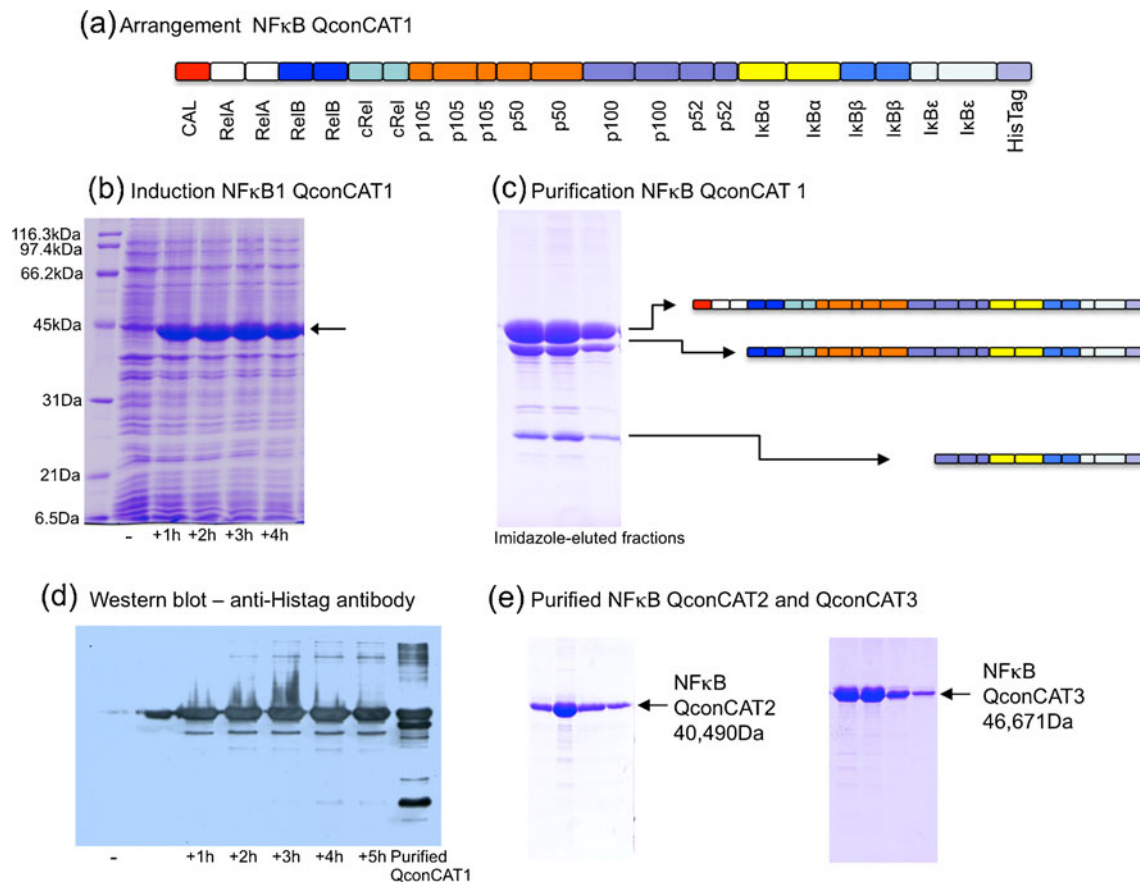 (a) Arrangement NFκB QconCAT1
CAL
RelA
RelA
RelB
RelB
cRel
cRel
p105
p105
p105
p50
p50
p100
p100
p52
p52
IκBα
IκBα
IκBβ
IκBβ
IκBε
IκBε
HisTag
(b) Induction NFκB1 QconCAT1
116.3kDa
97.4kDa
66.2kDa
45kDa
31Da
21Da
6.5Da
- +1h +2h +3h +4h
(c) Purification NFκB QconCAT 1
Imidazole-eluted fractions
(d) Western blot – anti-Histag antibody
- +1h +2h +3h +4h +5h Purified
QconCAT1
(e) Purified NFκB QconCAT2 and QconCAT3
NFκB
QconCAT2
40,490Da
NFκB
QconCAT3
46,671Da